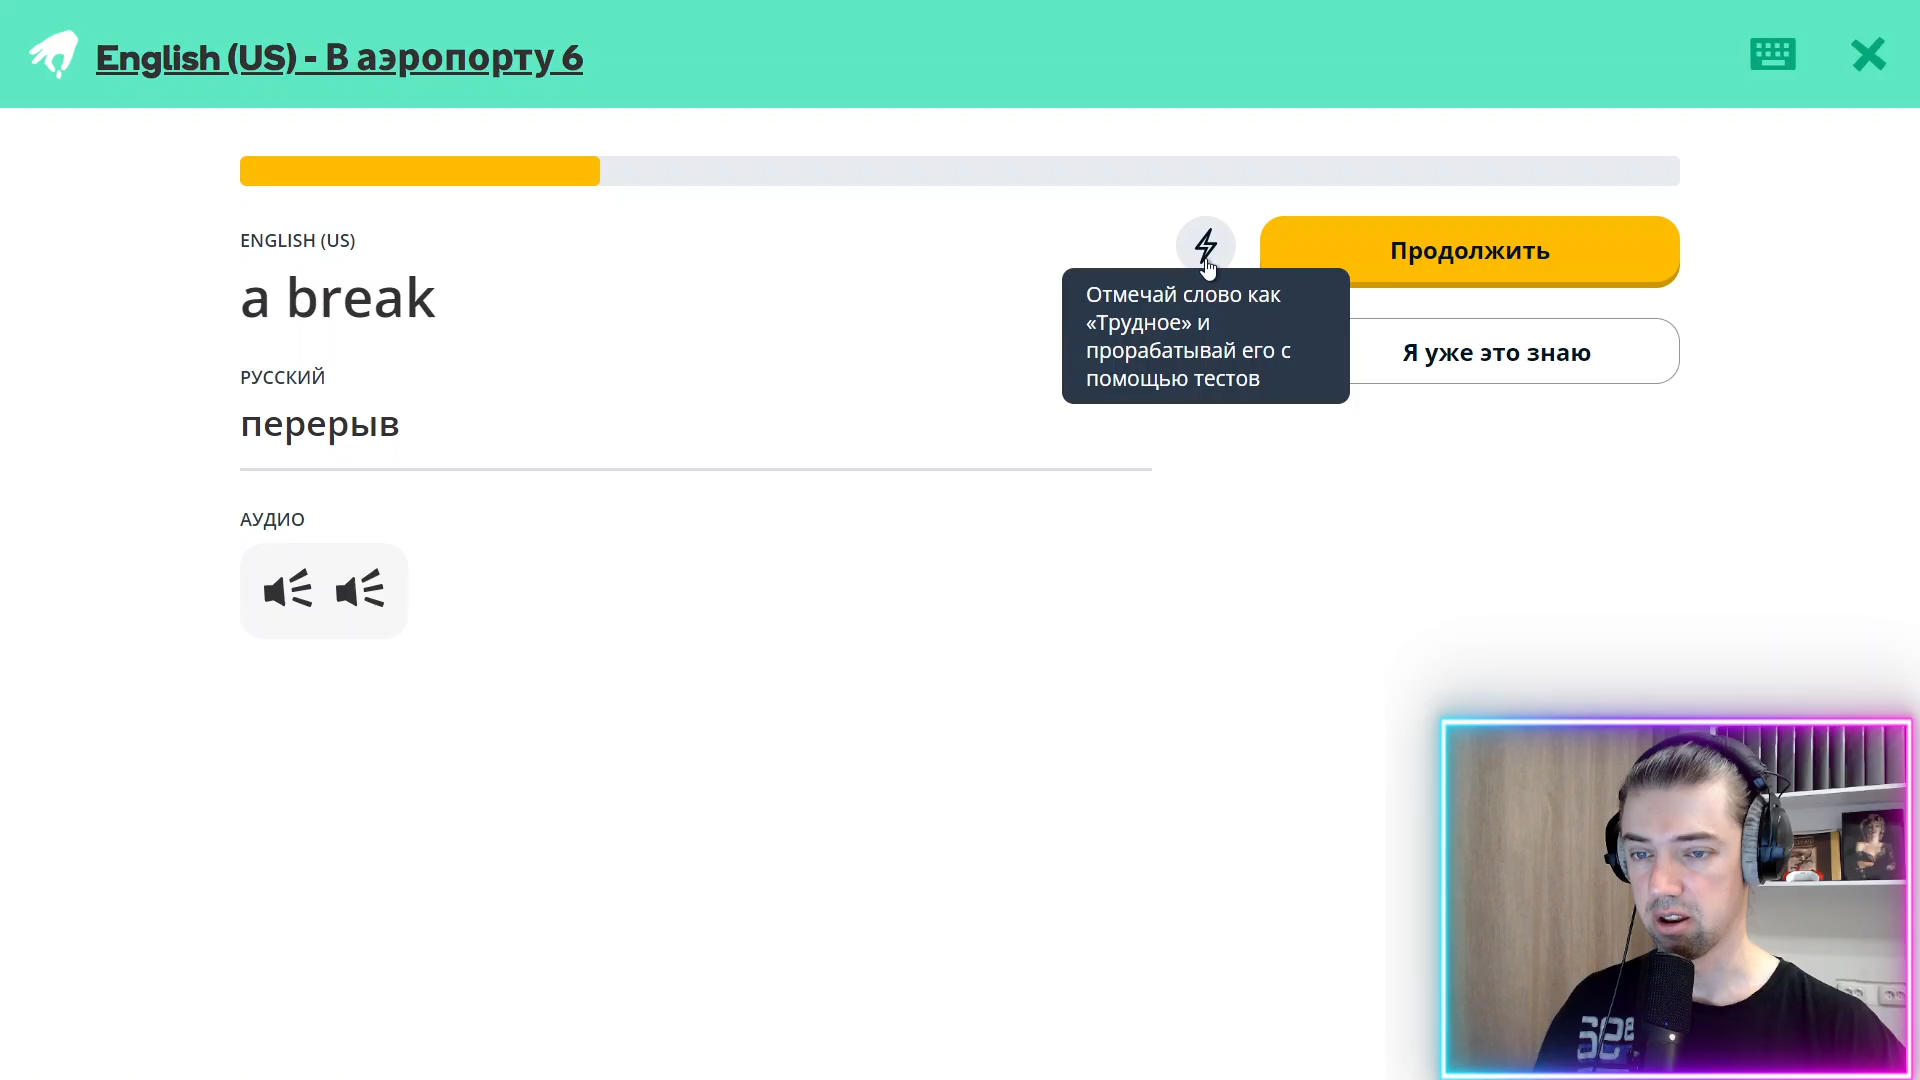 English (US) - В аэропорту 6
ENGLISH (US)
a break
Продолжить
Отмечай слово как
«Трудное» и
прорабатывай его с
помощью тестов
Я уже это знаю
РУССКИЙ
перерыв
АУДИО